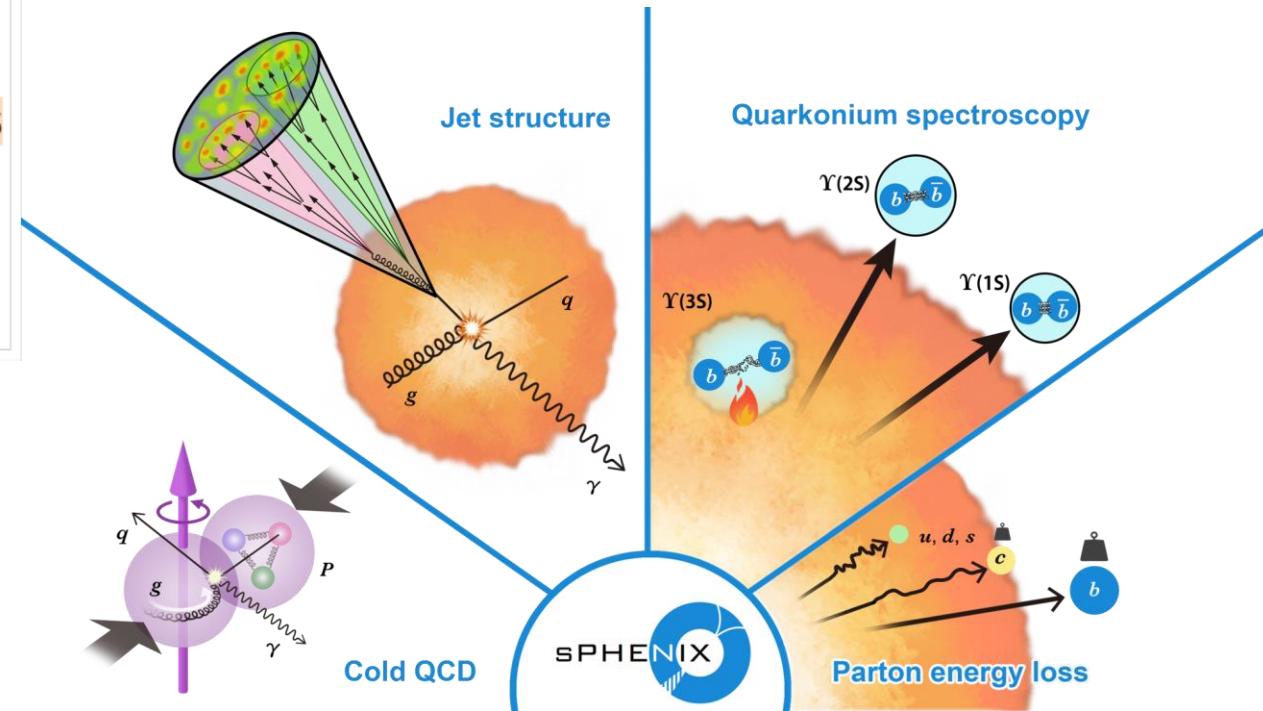 Jet structure
q
g
γ
Quarkonium spectroscopy
ϒ(2S)
b b̅
ϒ(1S)
b b̅
ϒ(3S)
b b̅
q
g
P
γ
Cold QCD
sPHENIX
u, d, s
c
b
Parton energy loss